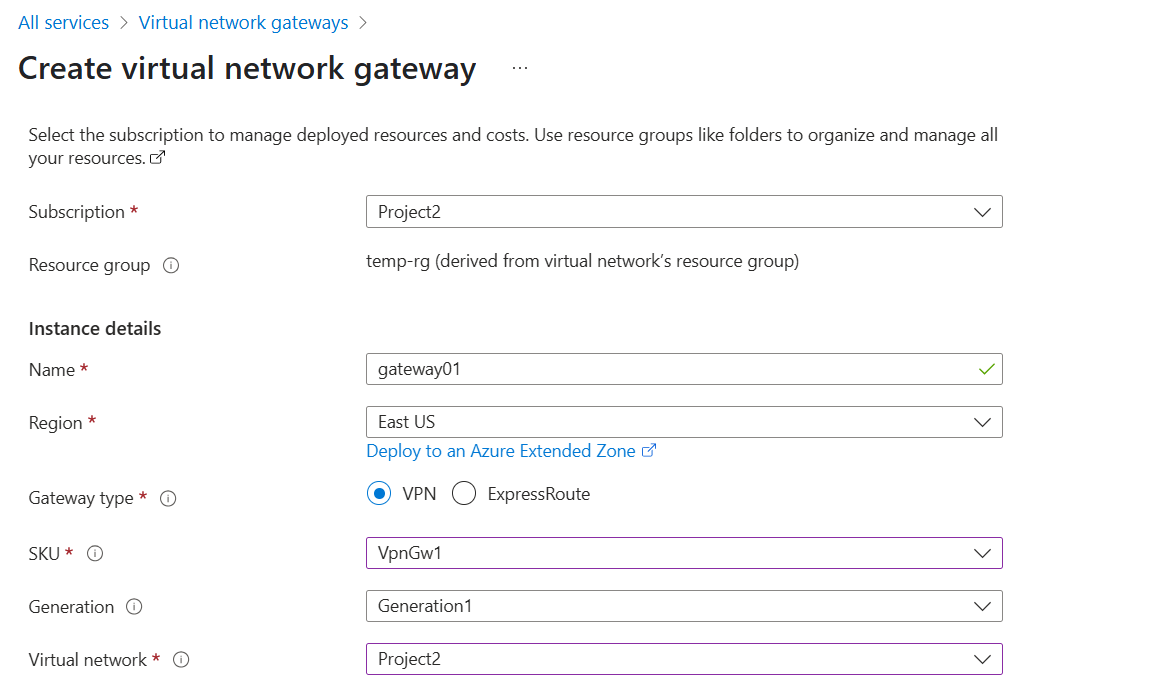 All services > Virtual network gateways >
Create virtual network gateway ...
Select the subscription to manage deployed resources and costs. Use resource groups like folders to organize and manage all
your resources.
Subscription * Project2
Resource group temp-rg (derived from virtual network’s resource group)
Instance details
Name * gateway01
Region * East US
Deploy to an Azure Extended Zone
Gateway type * VPN ExpressRoute
SKU * VpnGw1
Generation Generation1
Virtual network * Project2